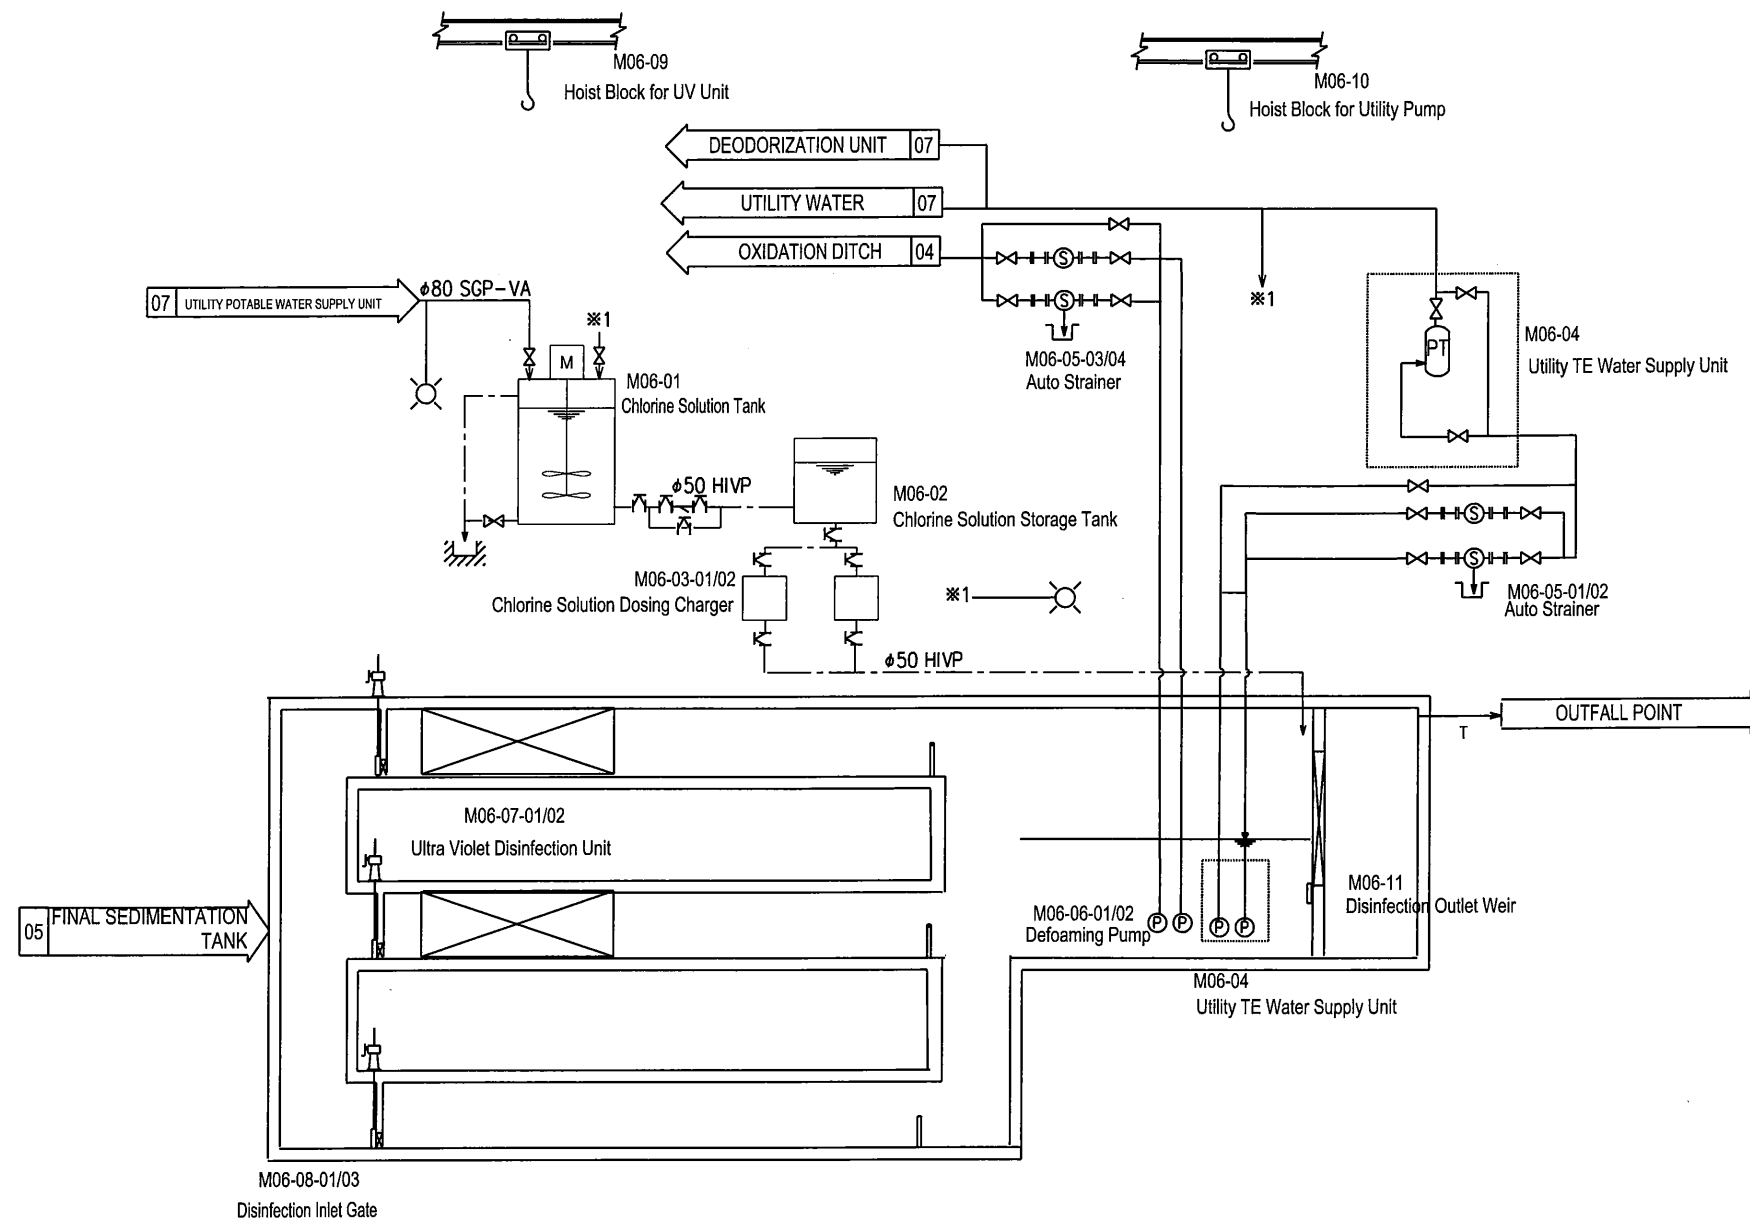 M06-09
Hoist Block for UV Unit
M06-10
Hoist Block for Utility Pump
DEODORIZATION UNIT 07
UTILITY WATER 07
OXIDATION DITCH 04
07 UTILITY POTABLE WATER SUPPLY UNIT
φ80 SGP-VA
※1
※1
S
S
M
PT
M06-01
Chlorine Solution Tank
M06-05-03/04
Auto Strainer
M06-04
Utility TE Water Supply Unit
φ50 HIVP
M06-02
Chlorine Solution Storage Tank
S
S
M06-03-01/02
Chlorine Solution Dosing Charger
※1
M06-05-01/02
Auto Strainer
φ50 HIVP
OUTFALL POINT
T
M06-07-01/02
Ultra Violet Disinfection Unit
05 FINAL SEDIMENTATION
TANK
M06-06-01/02
Defoaming Pump
P P P P
M06-11
Disinfection Outlet Weir
M06-04
Utility TE Water Supply Unit
M06-08-01/03
Disinfection Inlet Gate